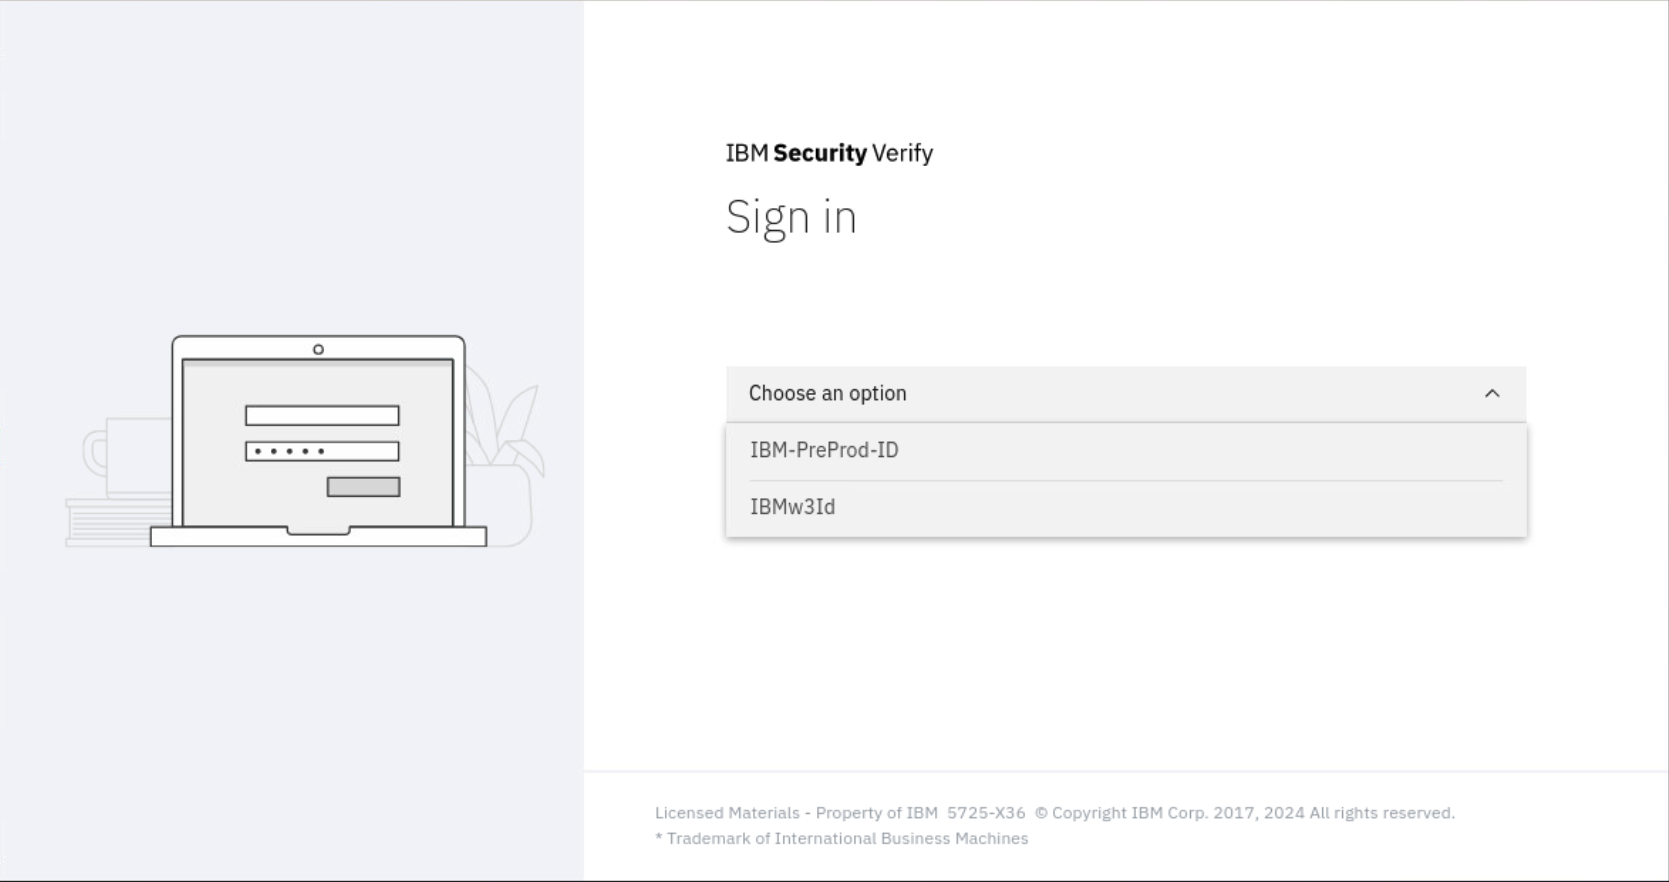 IBM Security Verify
Sign in
Choose an option
IBM-PreProd-ID
IBMw3Id
Licensed Materials - Property of IBM 5725-X36 © Copyright IBM Corp. 2017, 2024 All rights reserved.
* Trademark of International Business Machines